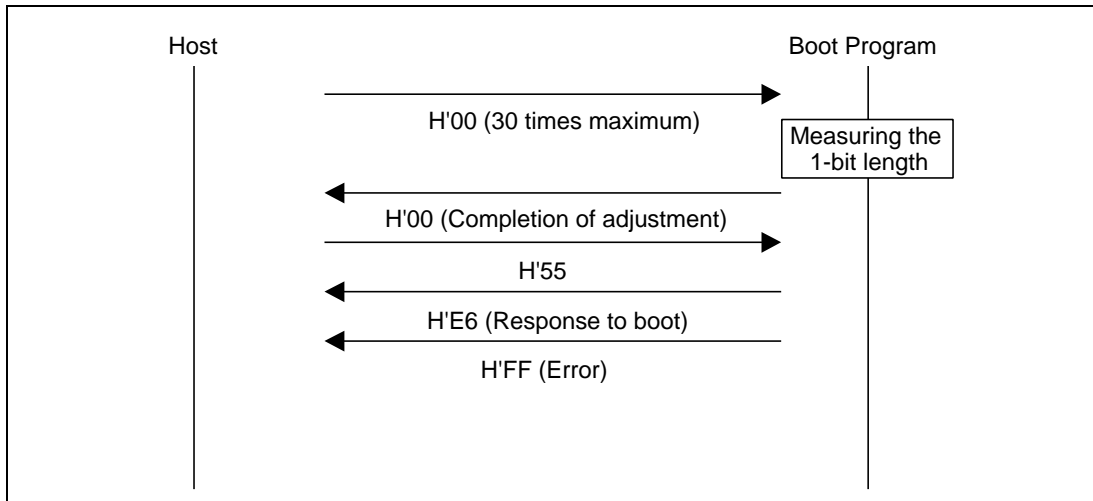 Host
Boot Program
H'00 (30 times maximum)
Measuring the
1-bit length
H'00 (Completion of adjustment)
H'55
H'E6 (Response to boot)
H'FF (Error)